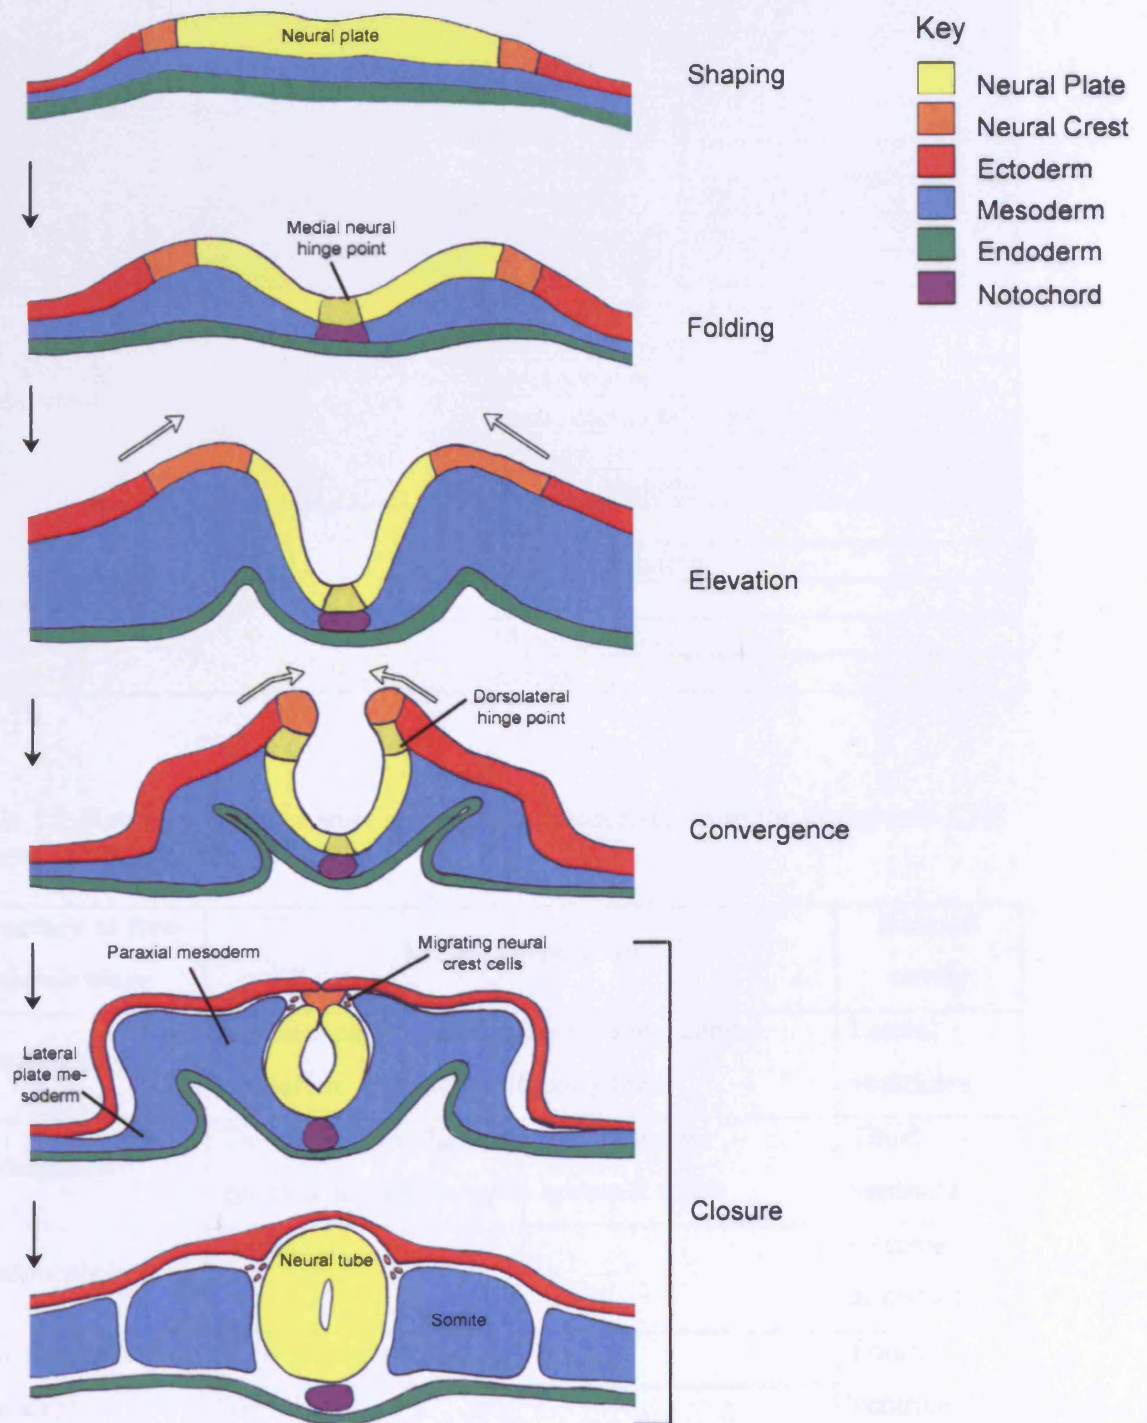 Key
Neural Plate
Neural Crest
Ectoderm
Mesoderm
Endoderm
Notochord
Neural plate
Shaping
Medial neural
hinge point
Folding
Elevation
Dorsolateral
hinge point
Convergence
Paraxial mesoderm
Migrating neural
crest cells
Lateral
plate me-
soderm
Closure
Neural tube
Somite